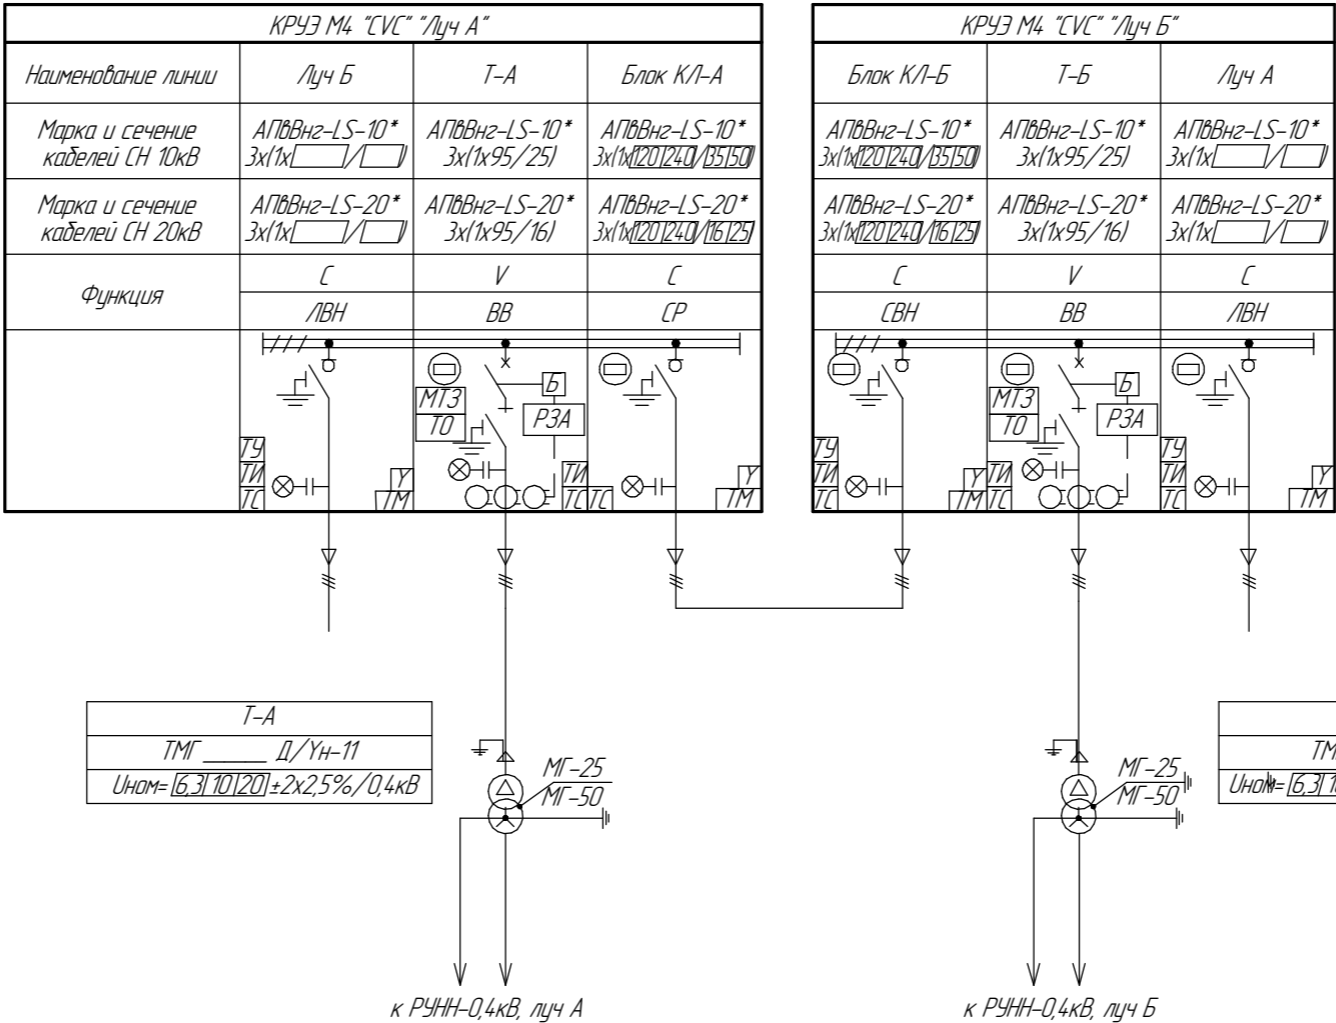 КРУЭ М4 "CVC" "Луч А"
Наименование линии
Луч Б
Т-А
Блок КЛ-А
Марка и сечение
кабелей СН 10кВ
АПвВнг-LS-10*
3х(1х / )
АПвВнг-LS-10*
3х(1х95/25)
АПвВнг-LS-10*
3х(1х120|240/35|50)
Марка и сечение
кабелей СН 20кВ
АПвВнг-LS-20*
3х(1х / )
АПвВнг-LS-20*
3х(1х95/16)
АПвВнг-LS-20*
3х(1х120|240/16|25)
Функция
C
V
C
ЛВН
ВВ
СР
МТЗ
ТО
Б
РЗА
ТУ
ТИ
ТС
Y
ТМ
ТИ
ТС
ТС
Y
ТМ
КРУЭ М4 "CVC" "Луч Б"
Блок КЛ-Б
Т-Б
Луч А
АПвВнг-LS-10*
3х(1х120|240/35|50)
АПвВнг-LS-10*
3х(1х95/25)
АПвВнг-LS-10*
3х(1х / )
АПвВнг-LS-20*
3х(1х120|240/16|25)
АПвВнг-LS-20*
3х(1х95/16)
АПвВнг-LS-20*
3х(1х / )
C
V
C
СВН
ВВ
ЛВН
МТЗ
ТО
Б
РЗА
ТУ
ТИ
ТС
Y
ТМ
ТИ
ТС
ТУ
ТИ
ТС
Y
ТМ
Т-А
ТМГ _____ Д/Ун-11
Uном= 6,3|10|20 ±2х2,5%/0,4кВ
МГ-25
МГ-50
МГ-25
МГ-50
ТМ
Uном= 6,3|1
к РУНН-0,4кВ, луч А
к РУНН-0,4кВ, луч Б